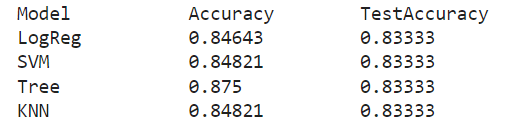 Model Accuracy TestAccuracy
LogReg 0.84643 0.83333
SVM 0.84821 0.83333
Tree 0.875 0.83333
KNN 0.84821 0.83333